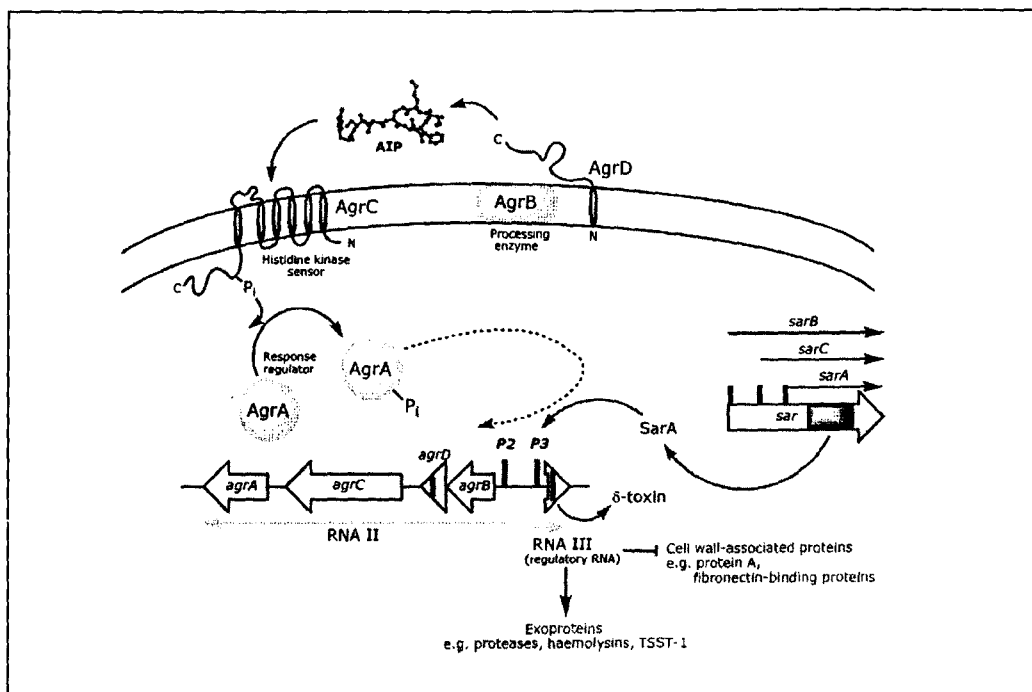 AIP
C
AgrD
AgrC
AgrB
N
Processing
enzyme
N
Histidine kinase
sensor
C
Pi
Response
regulator
AgrA
AgrA
Pi
sarB
sarC
sarA
sar
SarA
P2 P3
agrD
agrA
agrC
agrB
δ-toxin
RNA II
RNA III
(regulatory RNA)
Cell wall-associated proteins
e.g. protein A,
fibronectin-binding proteins
Exoproteins
e.g. proteases, haemolysins, TSST-1